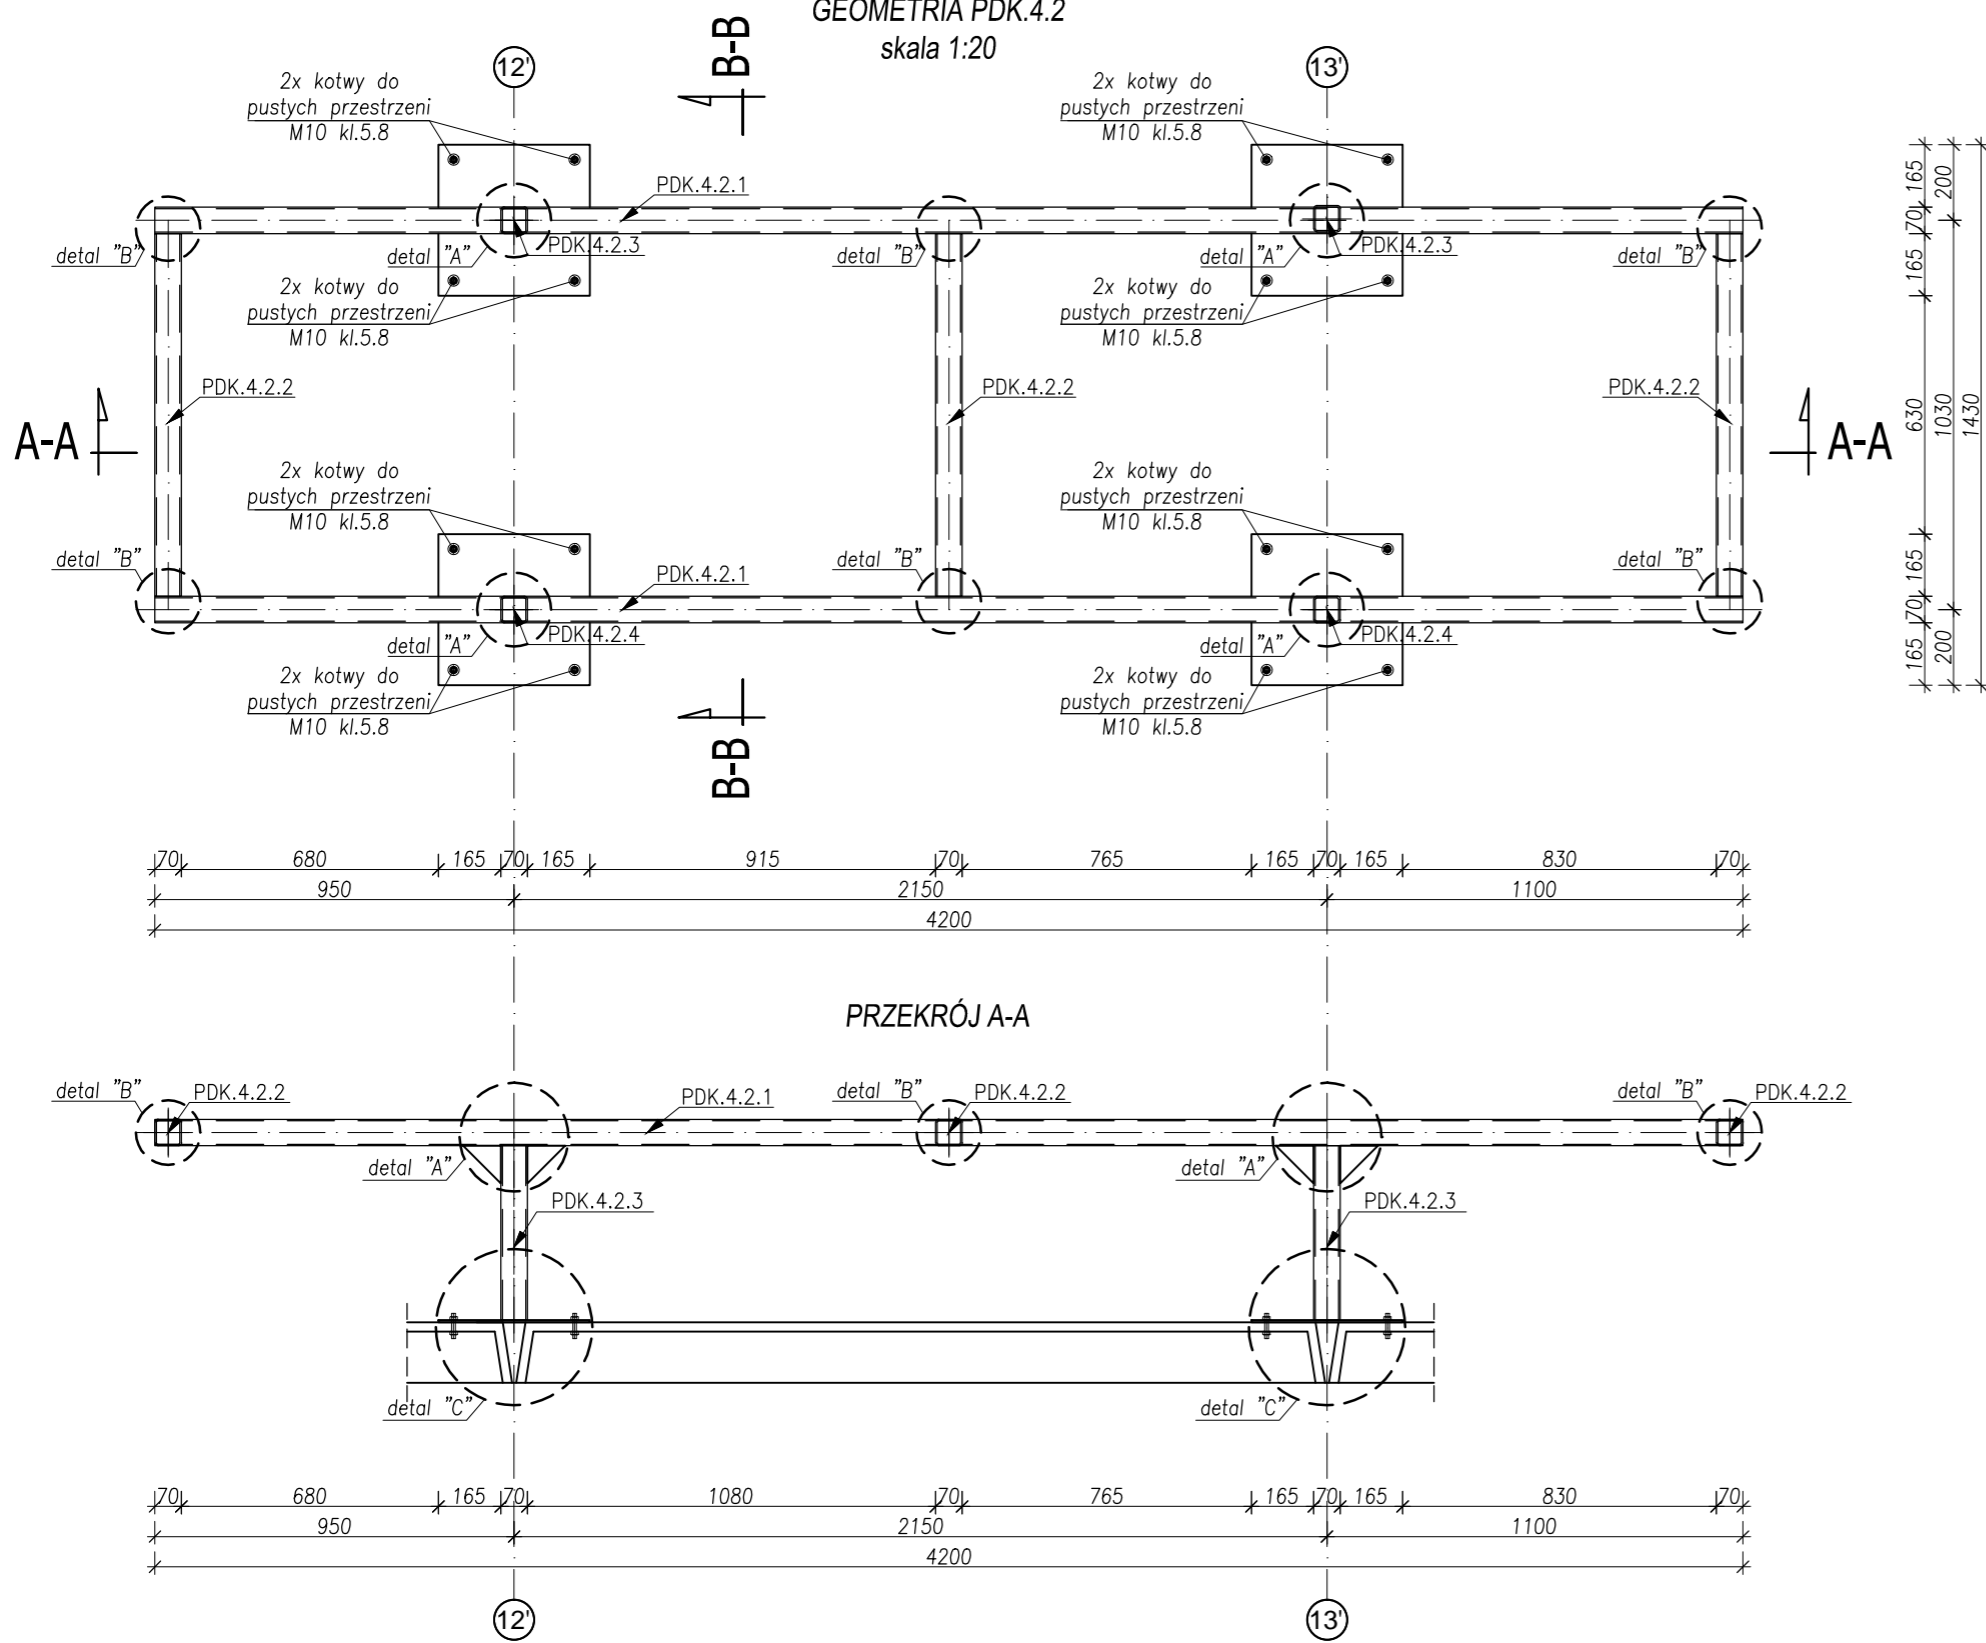 GEOMETRIA PDK.4.2
skala 1:20
B-B
12'
13'
2x kotwy do
pustych przestrzeni
M10 kl.5.8
2x kotwy do
pustych przestrzeni
M10 kl.5.8
PDK.4.2.1
detal "B"
detal "A"
PDK.4.2.3
detal "B"
detal "A"
PDK.4.2.3
detal "B"
2x kotwy do
pustych przestrzeni
M10 kl.5.8
2x kotwy do
pustych przestrzeni
M10 kl.5.8
PDK.4.2.2
PDK.4.2.2
PDK.4.2.2
A-A
A-A
2x kotwy do
pustych przestrzeni
M10 kl.5.8
2x kotwy do
pustych przestrzeni
M10 kl.5.8
detal "B"
PDK.4.2.1
detal "B"
detal "B"
detal "A"
PDK.4.2.4
detal "A"
PDK.4.2.4
2x kotwy do
pustych przestrzeni
M10 kl.5.8
2x kotwy do
pustych przestrzeni
M10 kl.5.8
B-B
165 70 165 630 165 70 165
200 1030 200
1430
70 680 165 70 165 915 70 765 165 70 165 830 70
950 2150 1100
4200
PRZEKRÓJ A-A
detal "B"
PDK.4.2.2
PDK.4.2.1
detal "B"
PDK.4.2.2
detal "B"
PDK.4.2.2
detal "A"
detal "A"
PDK.4.2.3
PDK.4.2.3
detal "C"
detal "C"
70 680 165 70 1080 70 765 165 70 165 830 70
950 2150 1100
4200
12'
13'